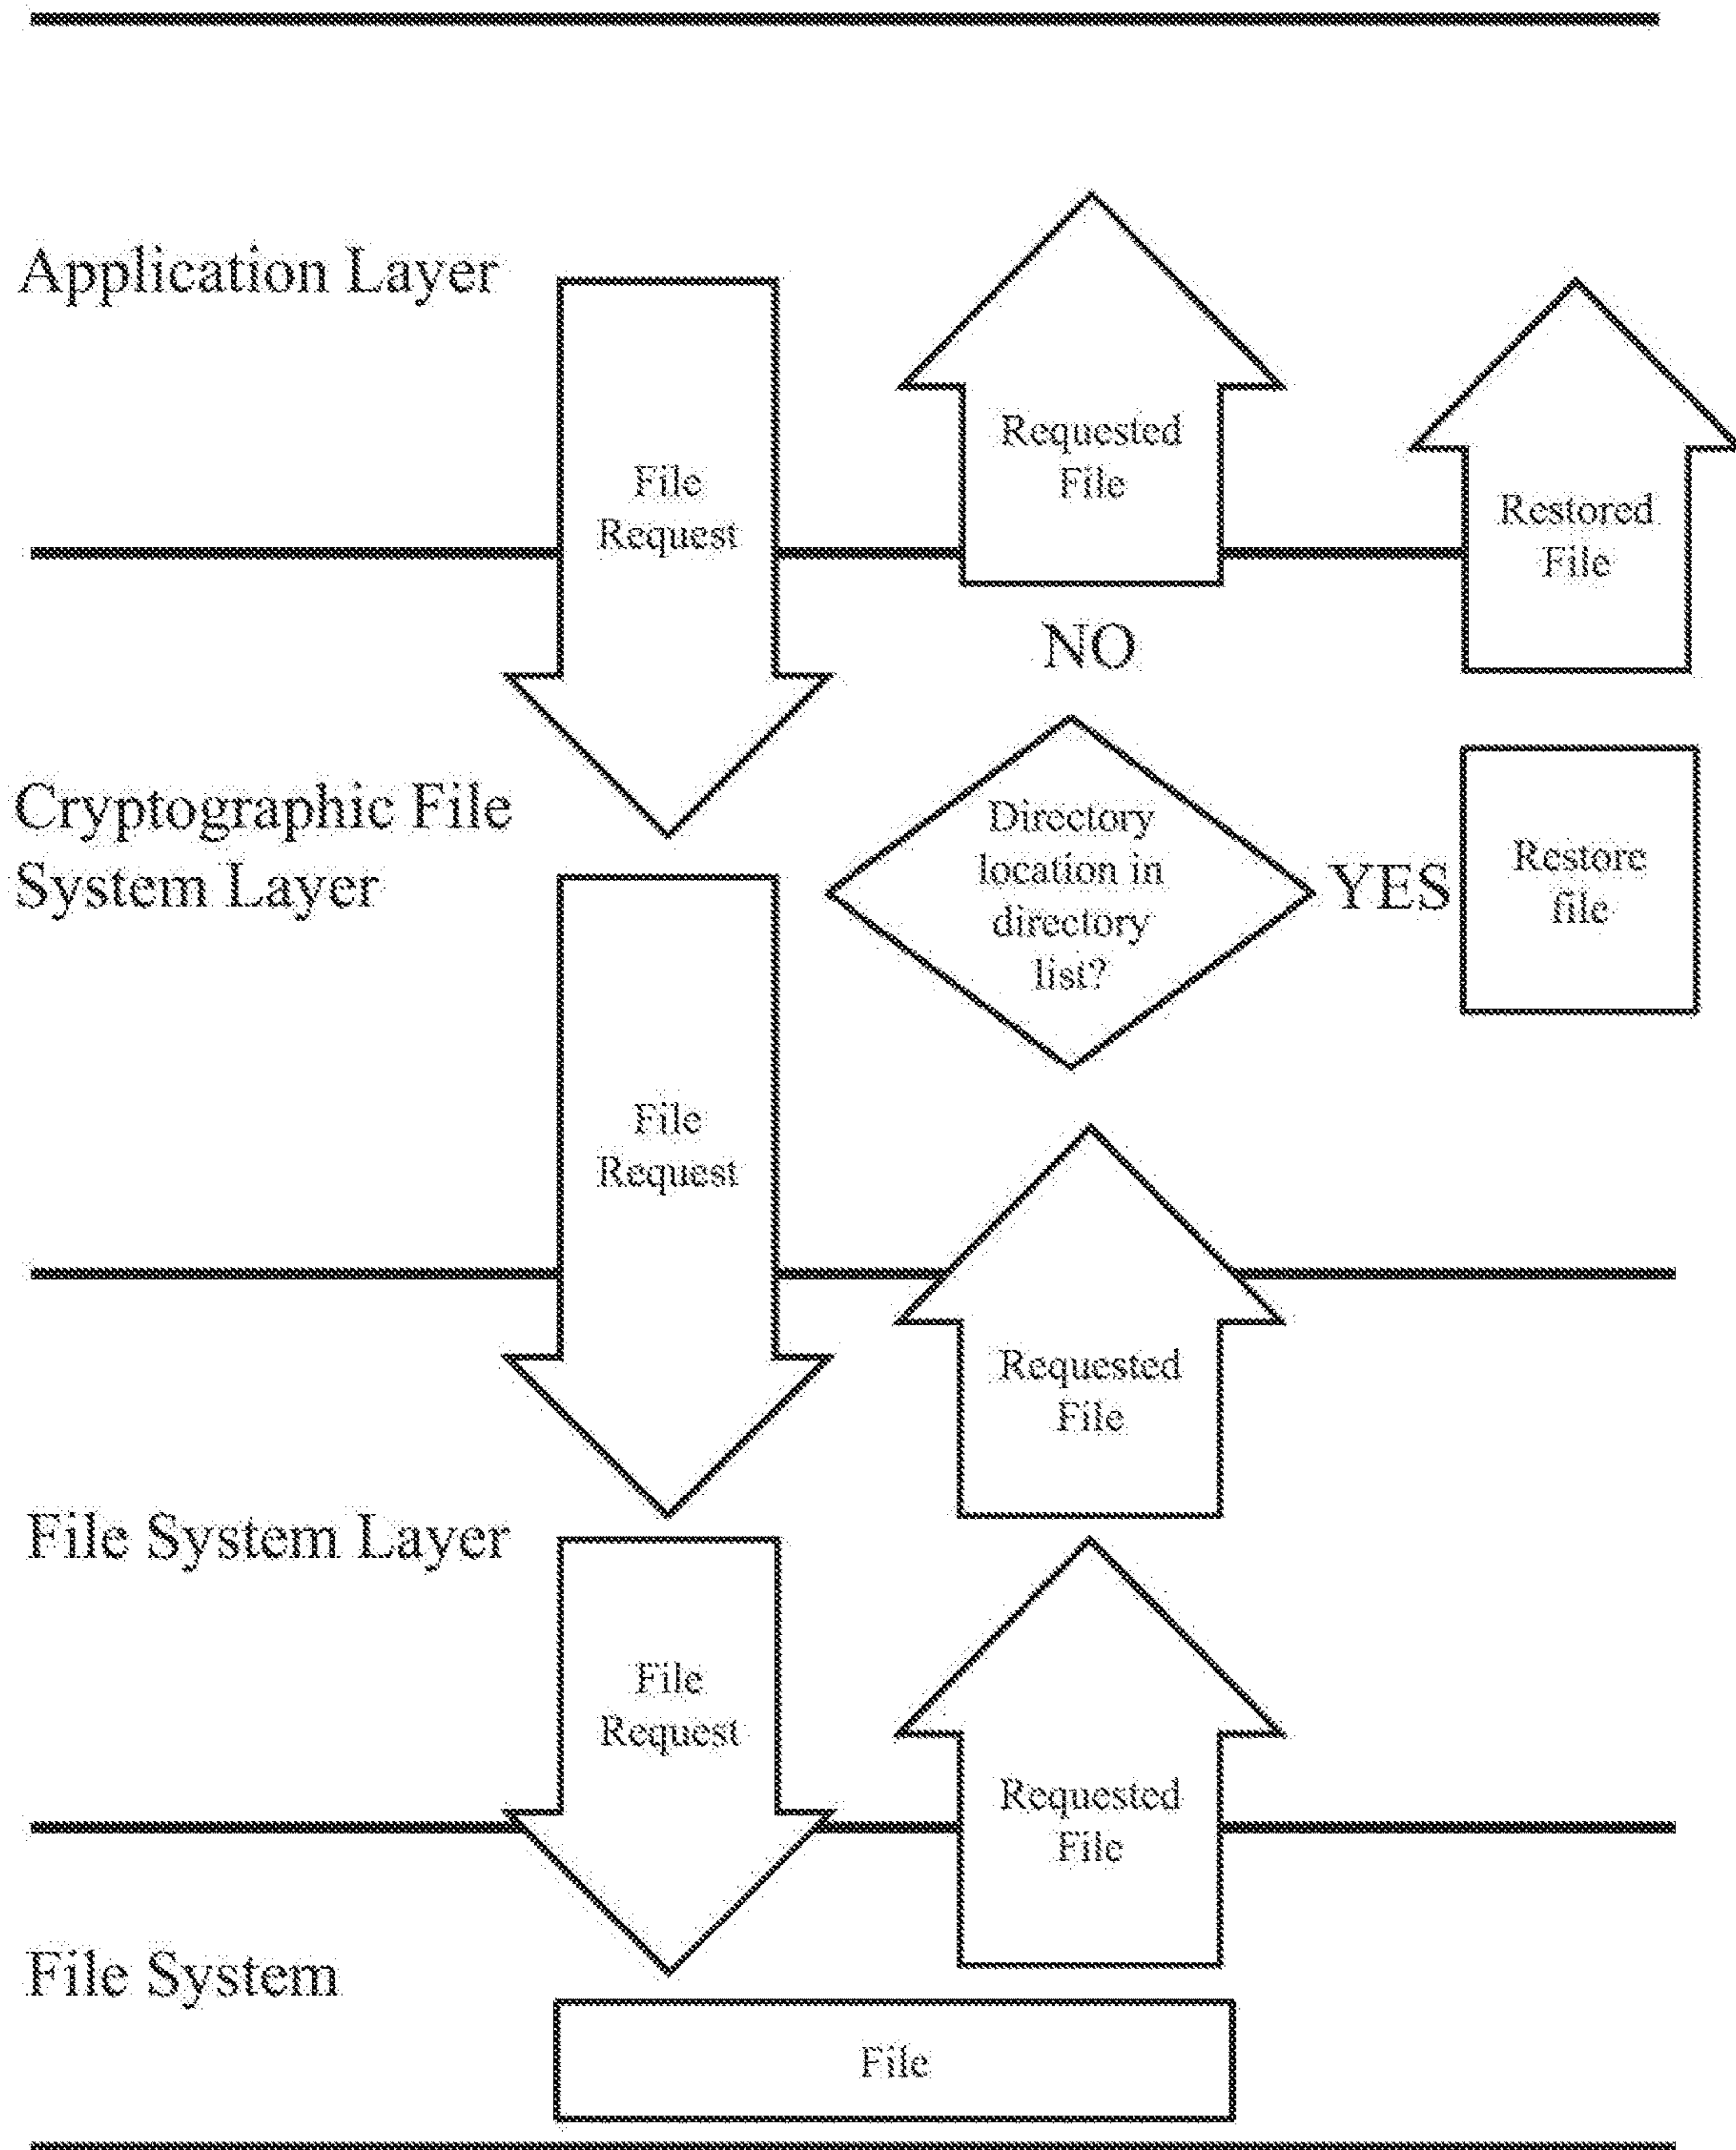 Application Layer
File
Request
Requested
File
Restored
File
NO
Cryptographic File
System Layer
Directory
location in
directory
list?
YES
Restore
file
File
Request
Requested
File
File System Layer
File
Request
Requested
File
File System
File